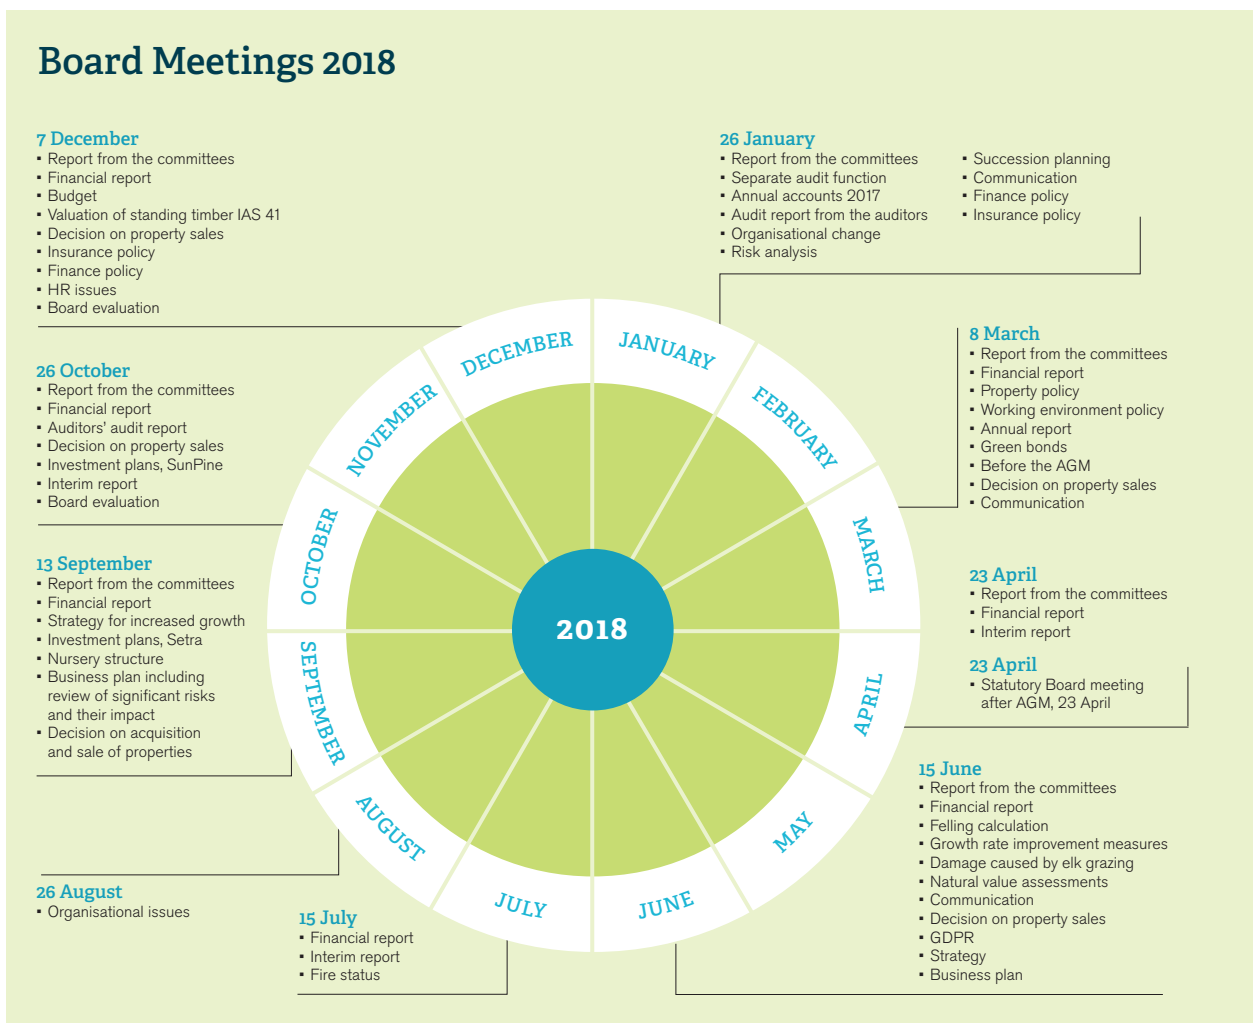 Board Meetings 2018
7 December
▪ Report from the committees
▪ Financial report
▪ Budget
▪ Valuation of standing timber IAS 41
▪ Decision on property sales
▪ Insurance policy
▪ Finance policy
▪ HR issues
▪ Board evaluation
26 January
▪ Report from the committees
▪ Separate audit function
▪ Annual accounts 2017
▪ Audit report from the auditors
▪ Organisational change
▪ Risk analysis
▪ Succession planning
▪ Communication
▪ Finance policy
▪ Insurance policy
8 March
▪ Report from the committees
▪ Financial report
▪ Property policy
▪ Working environment policy
▪ Annual report
▪ Green bonds
▪ Before the AGM
▪ Decision on property sales
▪ Communication
23 April
▪ Report from the committees
▪ Financial report
▪ Interim report
23 April
▪ Statutory Board meeting
after AGM, 23 April
15 June
▪ Report from the committees
▪ Financial report
▪ Felling calculation
▪ Growth rate improvement measures
▪ Damage caused by elk grazing
▪ Natural value assessments
▪ Communication
▪ Decision on property sales
▪ GDPR
▪ Strategy
▪ Business plan
15 July
▪ Financial report
▪ Interim report
▪ Fire status
26 August
▪ Organisational issues
13 September
▪ Report from the committees
▪ Financial report
▪ Strategy for increased growth
▪ Investment plans, Setra
▪ Nursery structure
▪ Business plan including
review of significant risks
and their impact
▪ Decision on acquisition
and sale of properties
26 October
▪ Report from the committees
▪ Financial report
▪ Auditors' audit report
▪ Decision on property sales
▪ Investment plans, SunPine
▪ Interim report
▪ Board evaluation
JANUARY
FEBRUARY
MARCH
APRIL
MAY
JUNE
JULY
AUGUST
SEPTEMBER
OCTOBER
NOVEMBER
DECEMBER
2018